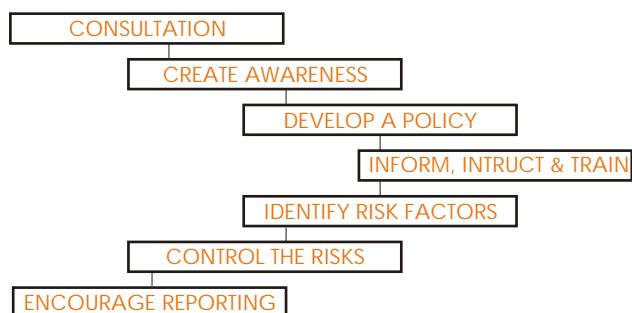 CONSULTATION
CREATE AWARENESS
DEVELOP A POLICY
INFORM, INTRUCT & TRAIN
IDENTIFY RISK FACTORS
CONTROL THE RISKS
ENCOURAGE REPORTING